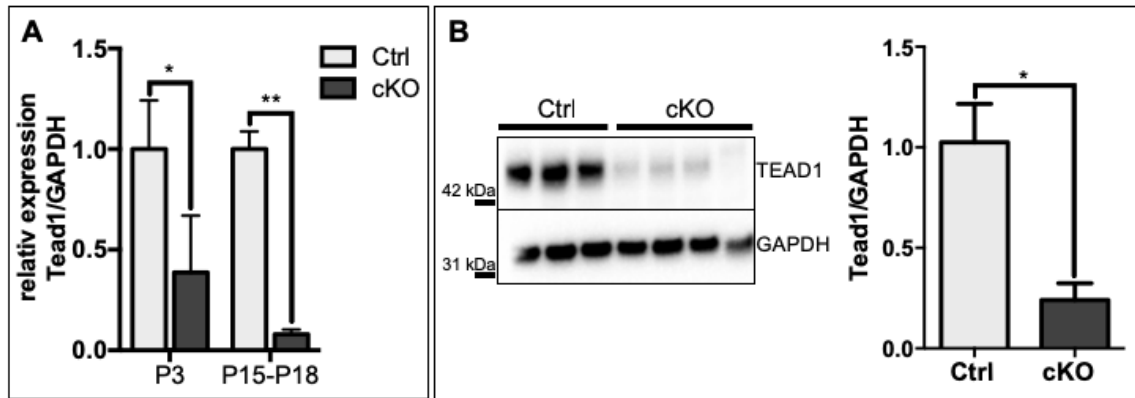 A
relativ expression
Tead1/GAPDH
1.5
1.0
0.5
0.0
*
**
Ctrl
cKO
P3
P15-P18
B
Ctrl
cKO
TEAD1
42 kDa
GAPDH
31 kDa
Tead1/GAPDH
1.5
1.0
0.5
0.0
*
Ctrl
cKO